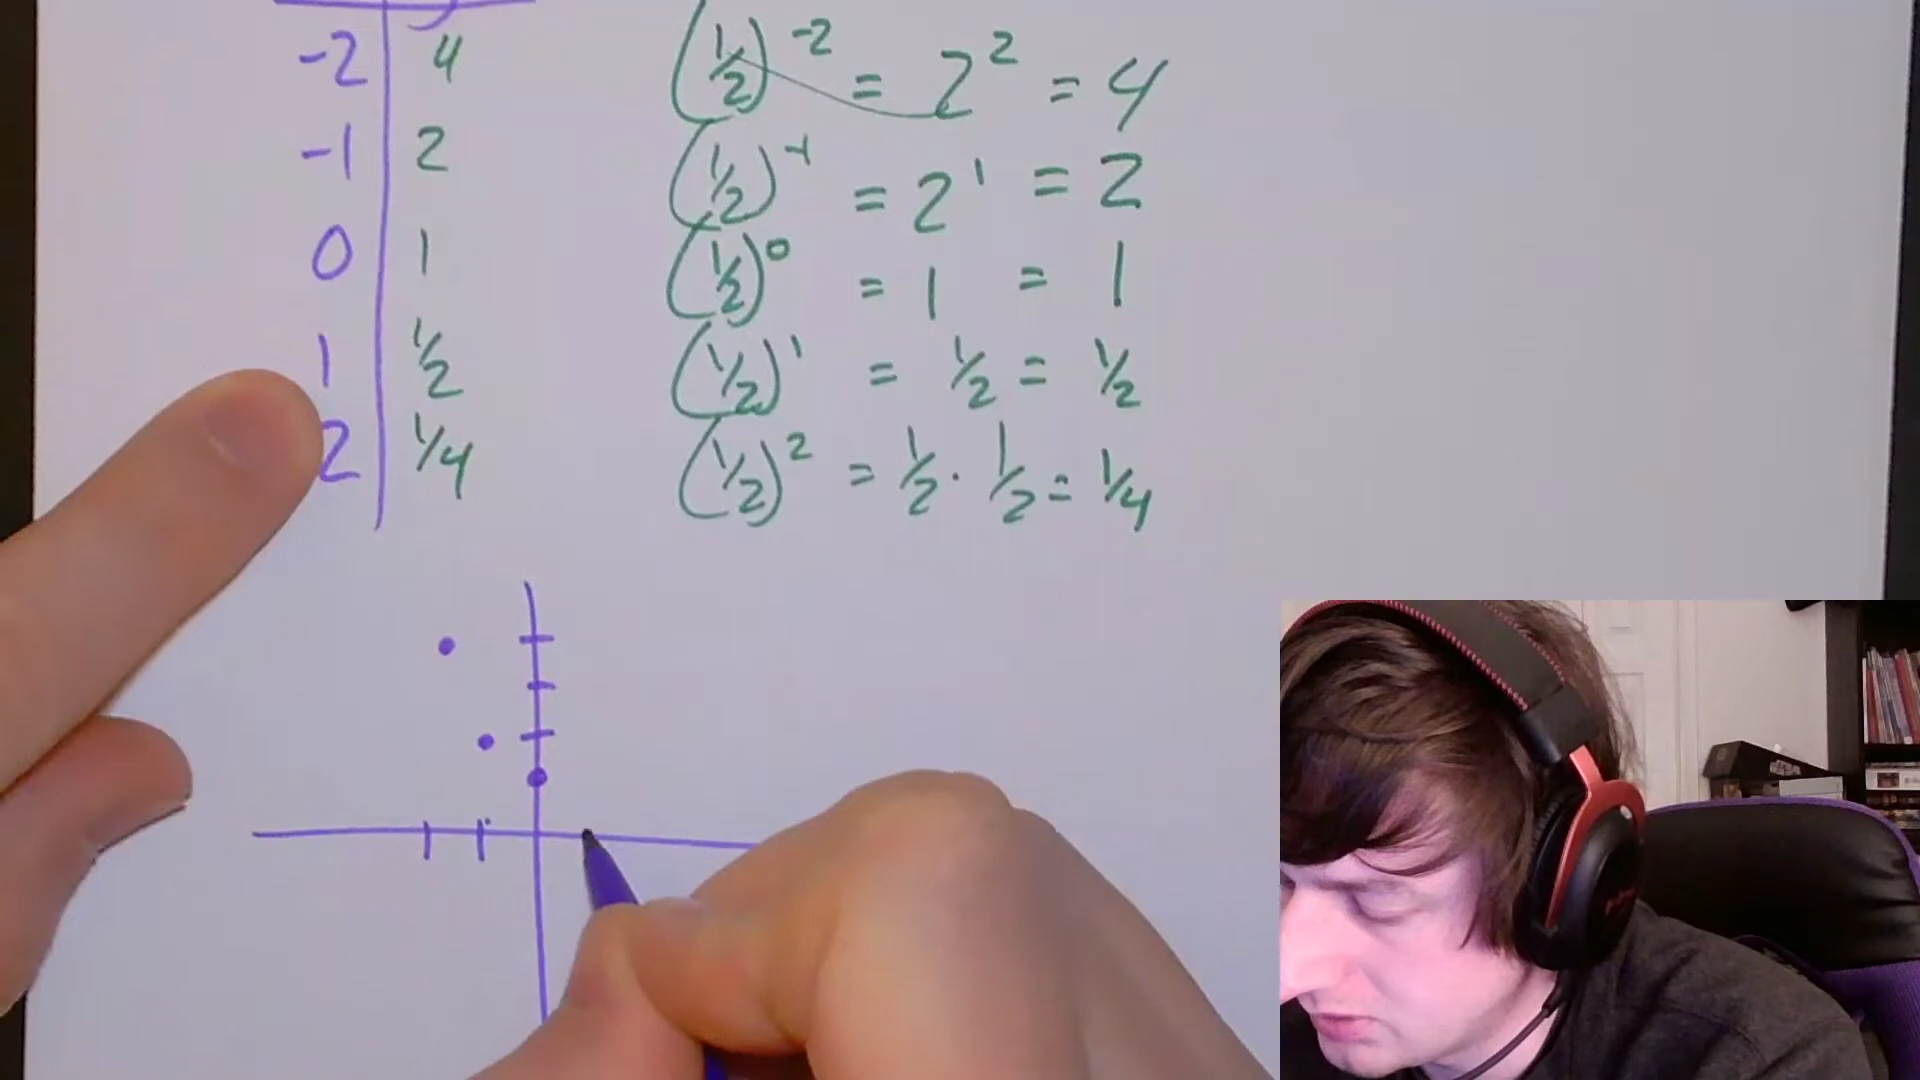 -2 4 (1/2)^-2 = 2^2 = 4
-1 2 (1/2)^-1 = 2^1 = 2
0 1 (1/2)^0 = 1 = 1
1 1/2 (1/2)^1 = 1/2 = 1/2
2 1/4 (1/2)^2 = 1/2 · 1/2 = 1/4